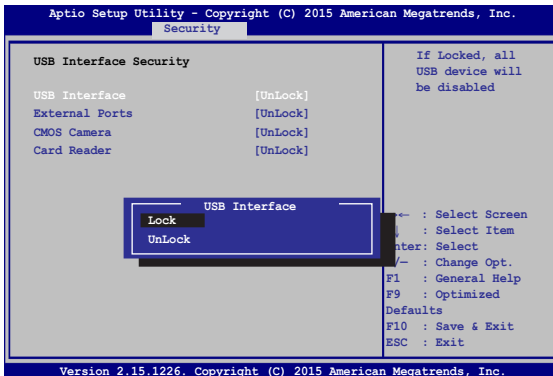 Aptio Setup Utility - Copyright (C) 2015 American Megatrends, Inc.
Security
USB Interface Security
USB Interface [UnLock]
External Ports [UnLock]
CMOS Camera [UnLock]
Card Reader [UnLock]
If Locked, all
USB device will
be disabled
USB Interface
Lock
UnLock
→← : Select Screen
↓ : Select Item
nter: Select
/— : Change Opt.
F1 : General Help
F9 : Optimized
Defaults
F10 : Save & Exit
ESC : Exit
Version 2.15.1226. Copyright (C) 2015 American Megatrends, Inc.